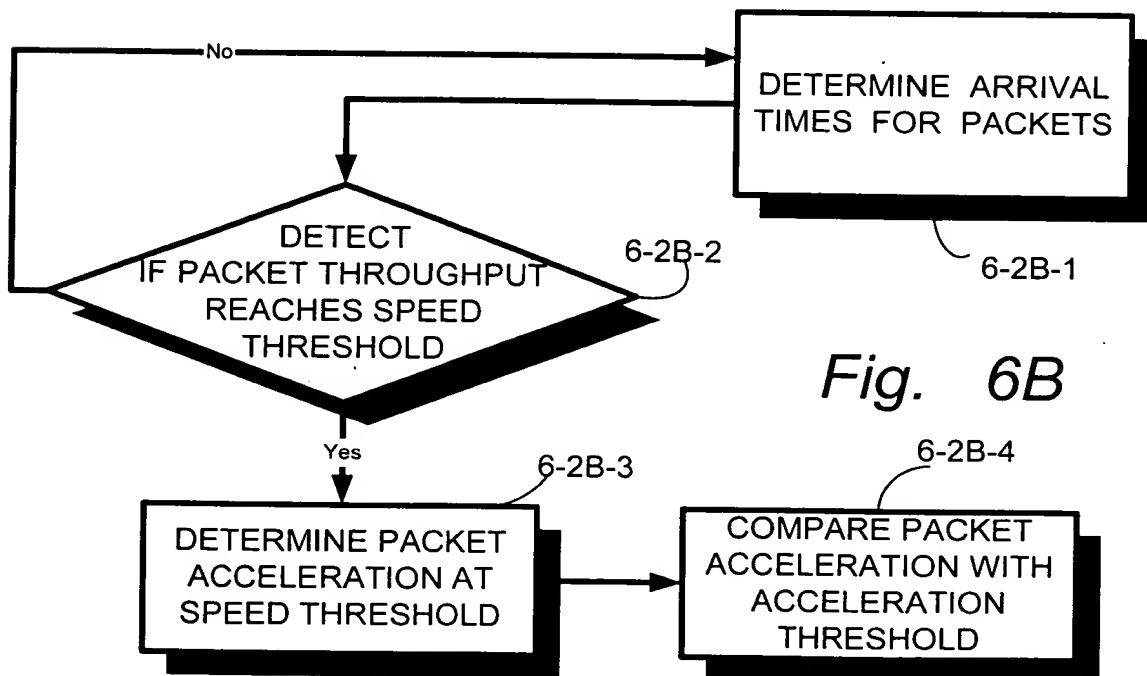 No
DETERMINE ARRIVAL
TIMES FOR PACKETS
6-2B-1
DETECT
IF PACKET THROUGHPUT
REACHES SPEED
THRESHOLD
6-2B-2
Fig. 6B
Yes
6-2B-3
DETERMINE PACKET
ACCELERATION AT
SPEED THRESHOLD
6-2B-4
COMPARE PACKET
ACCELERATION WITH
ACCELERATION
THRESHOLD